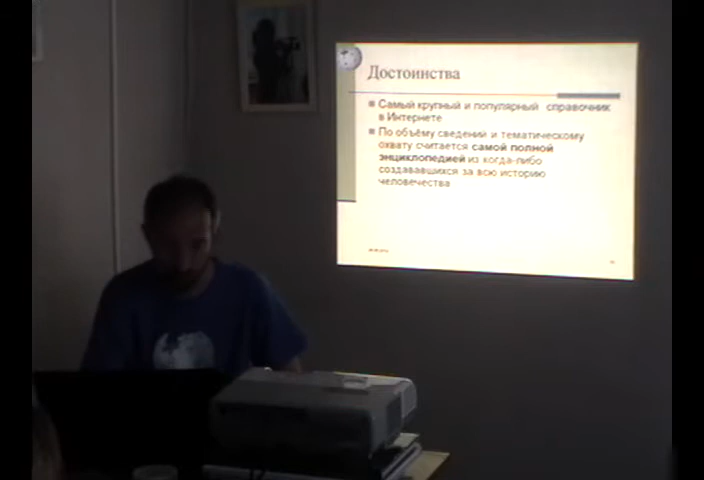 Достоинства
Самый крупный и популярный справочник
в Интернете
По объёму сведений и тематическому
охвату считается самой полной
энциклопедией из когда-либо
создававшихся за всю историю
человечества